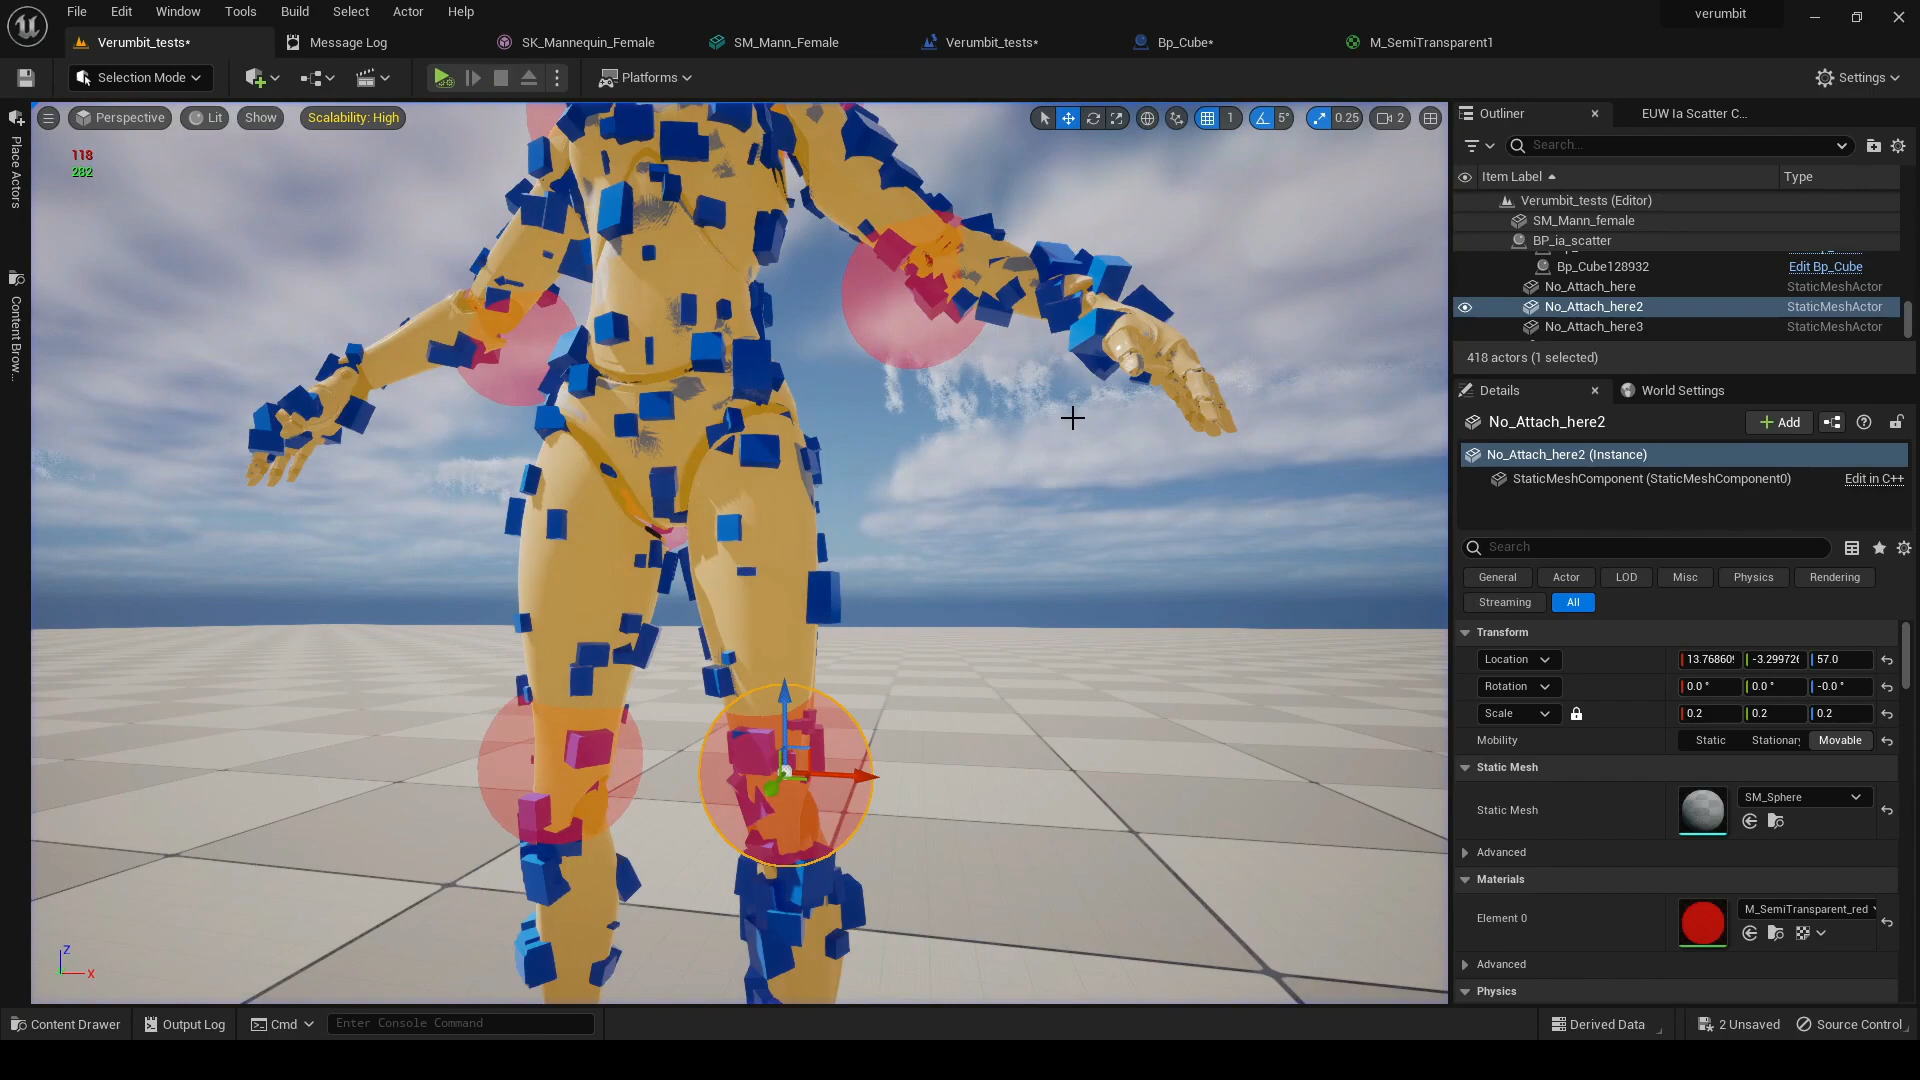 File Edit Window Tools Build Select Actor Help
verumbit
Verumbit_tests* Message Log SK_Mannequin_Female SM_Mann_Female Verumbit_tests* Bp_Cube* M_SemiTransparent1
Selection Mode Platforms Settings
Perspective Lit Show Scalability: High 1 5° 0.25 2
118
282
Place Actors
Content Brow...
Outliner EUW Ia Scatter C...
Search...
Item Label Type
Verumbit_tests (Editor)
SM_Mann_female
BP_ia_scatter
Bp_Cube128932 Edit Bp_Cube
No_Attach_here StaticMeshActor
No_Attach_here2 StaticMeshActor
No_Attach_here3 StaticMeshActor
418 actors (1 selected)
Details World Settings
No_Attach_here2 Add
No_Attach_here2 (Instance)
StaticMeshComponent (StaticMeshComponent0) Edit in C++
Search
General Actor LOD Misc Physics Rendering
Streaming All
Transform
Location 13.768609 -3.299726 57.0
Rotation 0.0 ° 0.0 ° -0.0 °
Scale 0.2 0.2 0.2
Mobility Static Stationary Movable
Static Mesh
Static Mesh SM_Sphere
Advanced
Materials
Element 0 M_SemiTransparent_red
Advanced
Physics
Z
X
Content Drawer Output Log Cmd Enter Console Command Derived Data 2 Unsaved Source Control